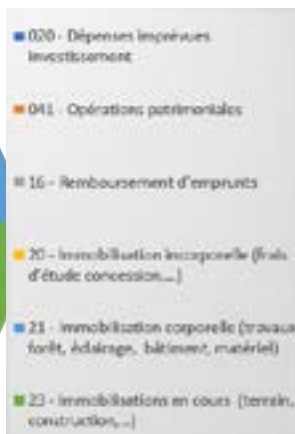 020 - Dépenses imprévues
investissement
041 - Opérations patrimoniales
16 - Remboursement d'emprunts
20 - Immobilisation incorporelle (frais
d'étude concession,...)
21 - immobilisation corporelle (travaux
forêt, éclairage, bâtiment, matériel)
23 - immobilisations en cours (terrain,
construction,...)